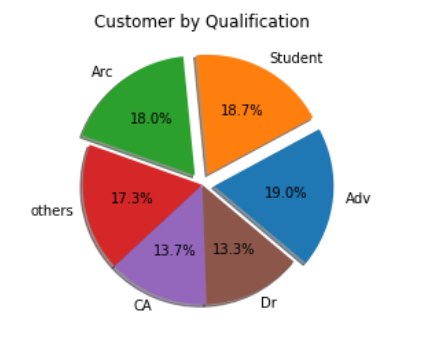 Customer by Qualification
Student
Arc
18.7%
18.0%
19.0%
Adv
17.3%
others
13.7%
13.3%
CA
Dr